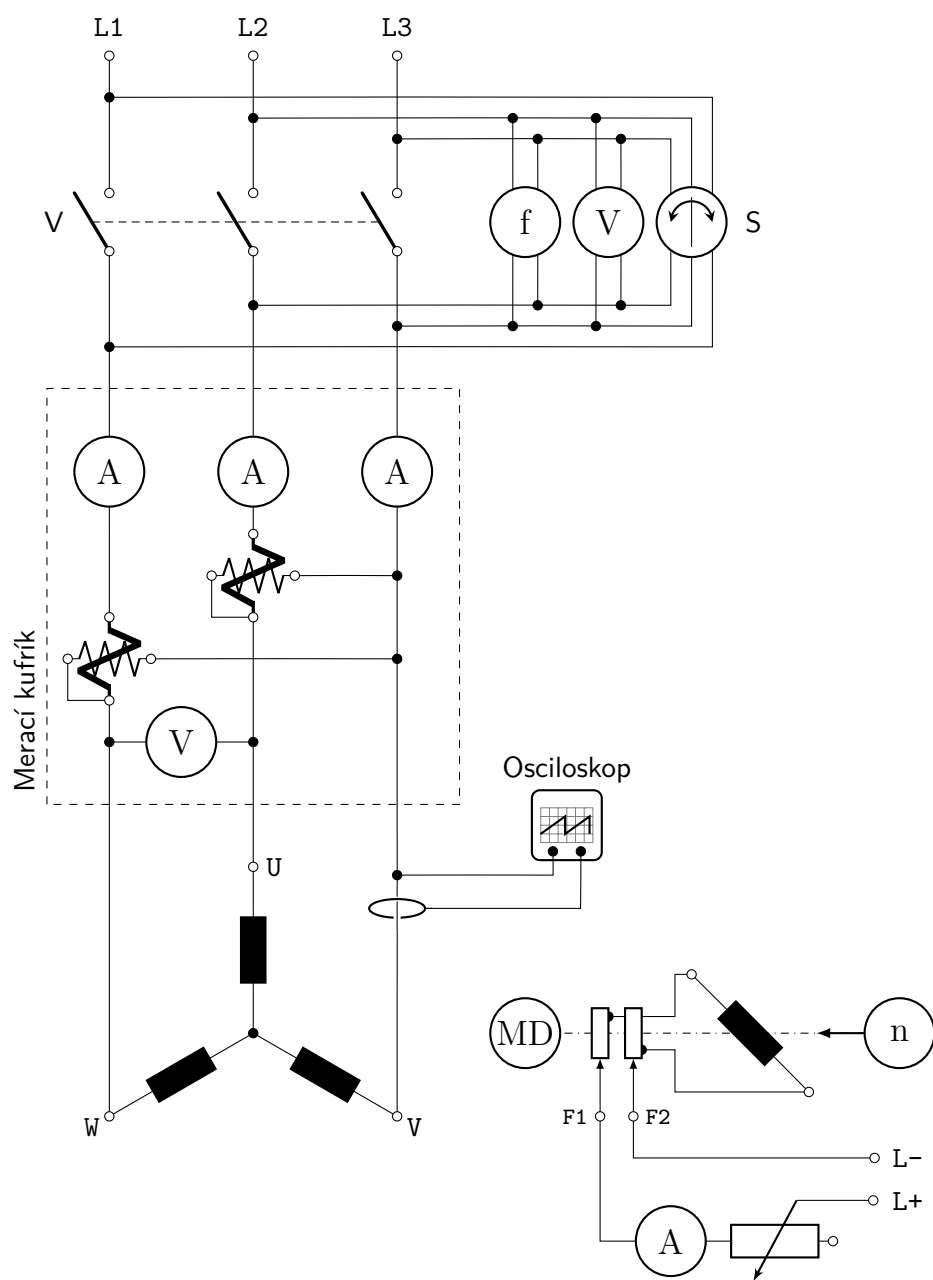 L1 L2 L3
V
f V S
A A A
Merací kufrík
V
Osciloskop
U
MD n
W V
F1 F2
L-
L+
A